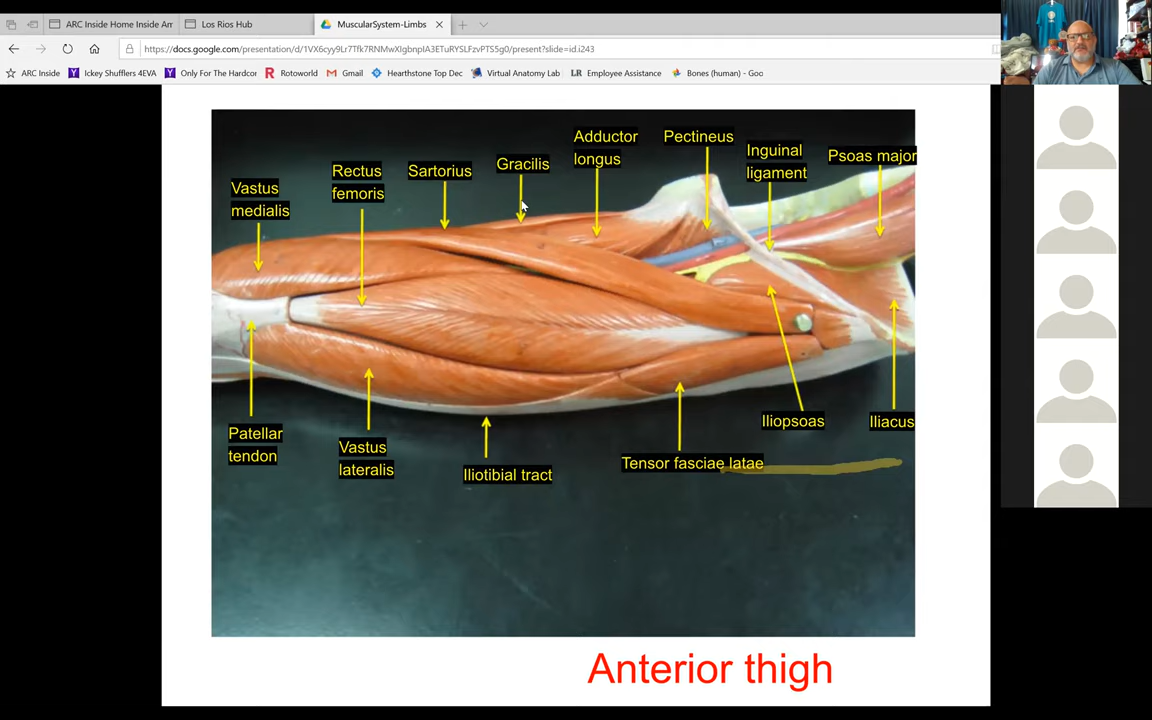 ARC Inside Home Inside Am
Los Rios Hub
MuscularSystem-Limbs
https://docs.google.com/presentation/d/1VX6cyy9Lr7Tfk7RNMwXIgbnpIA3ETuRYSLFzvPTS5g0/present?slide=id.i243
ARC Inside
Ickey Shufflers 4EVA
Only For The Hardcor
Rotoworld
Gmail
Hearthstone Top Dec
Virtual Anatomy Lab
LR Employee Assistance
Bones (human) - Goo
Vastus
medialis
Rectus
femoris
Sartorius
Gracilis
Adductor
longus
Pectineus
Inguinal
ligament
Psoas major
Patellar
tendon
Vastus
lateralis
Iliotibial tract
Tensor fasciae latae
Iliopsoas
Iliacus
Anterior thigh